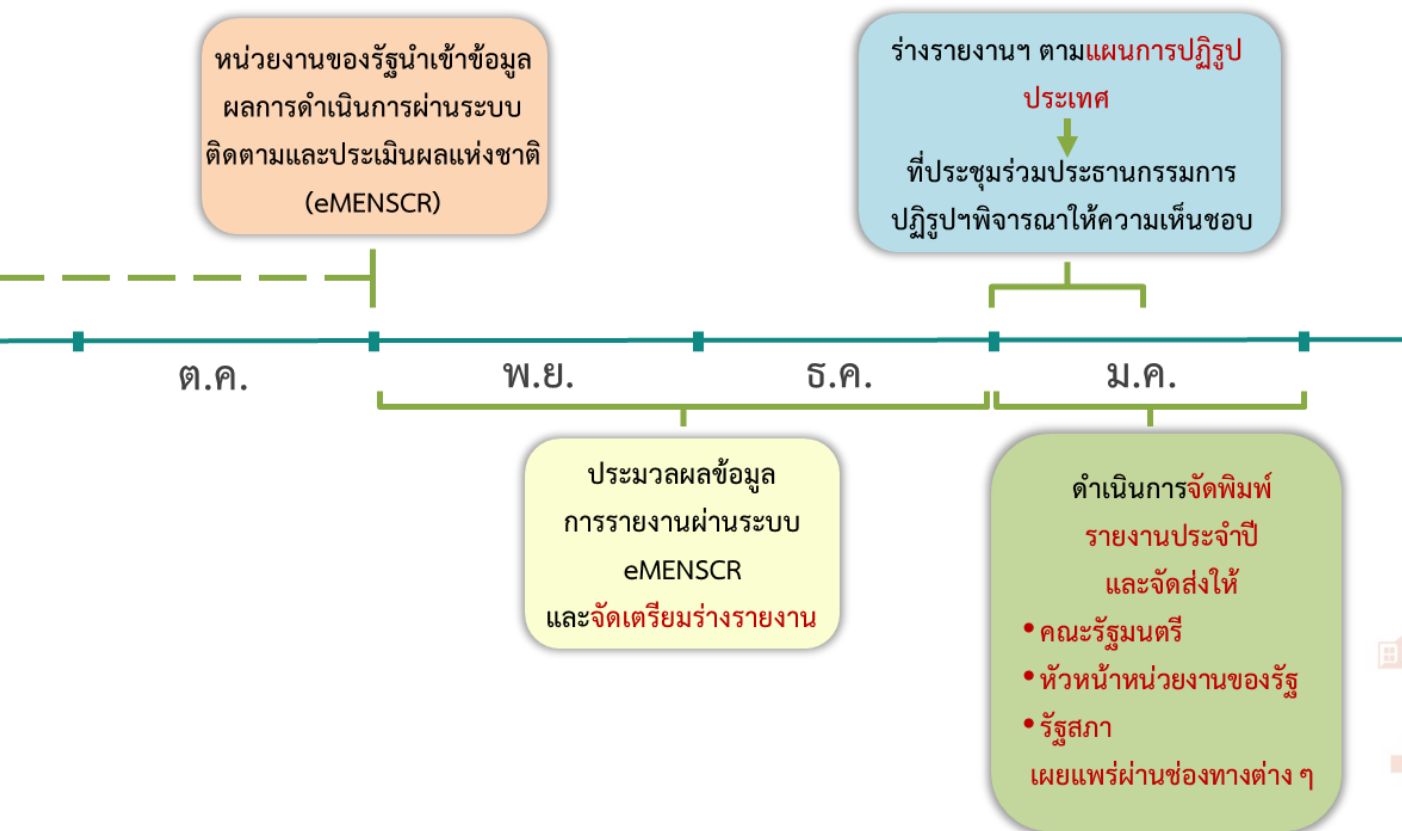 หน่วยงานของรัฐนำเข้าข้อมูล
ผลการดำเนินการผ่านระบบ
ติดตามและประเมินผลแห่งชาติ
(eMENSCR)
ร่างรายงานฯ ตามแผนการปฏิรูป
ประเทศ
ที่ประชุมร่วมประธานกรรมการ
ปฏิรูปฯพิจารณาให้ความเห็นชอบ
ต.ค.
พ.ย.
ธ.ค.
ม.ค.
ประมวลผลข้อมูล
การรายงานผ่านระบบ
eMENSCR
และจัดเตรียมร่างรายงาน
ดำเนินการจัดพิมพ์
รายงานประจำปี
และจัดส่งให้
•คณะรัฐมนตรี
•หัวหน้าหน่วยงานของรัฐ
•รัฐสภา
เผยแพร่ผ่านช่องทางต่าง ๆ